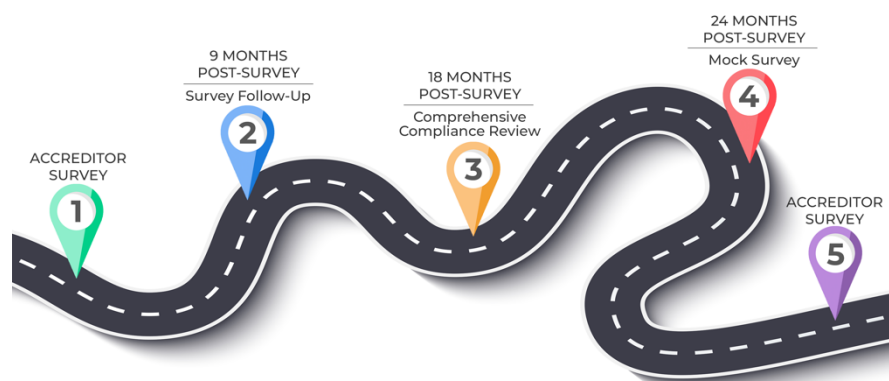 ACCREDITOR
SURVEY
1
9 MONTHS
POST-SURVEY
Survey Follow-Up
2
18 MONTHS
POST-SURVEY
Comprehensive
Compliance Review
3
24 MONTHS
POST-SURVEY
Mock Survey
4
ACCREDITOR
SURVEY
5